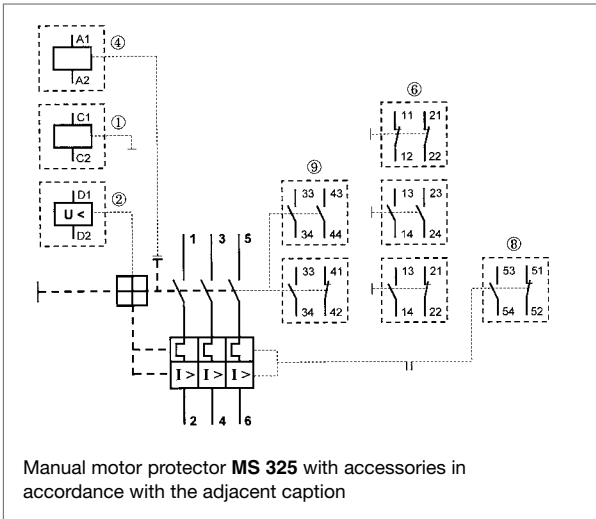 A1 ④
A2
C1 ①
C2
D1 ②
U <
D2
⑥
11 21
12 22
⑨
33 43
34 44
13 23
14 24
1 3 5
33 41
34 42
13 21
14 22
⑧
53 51
54 52
I > I > I >
2 4 6
Manual motor protector MS 325 with accessories in
accordance with the adjacent caption